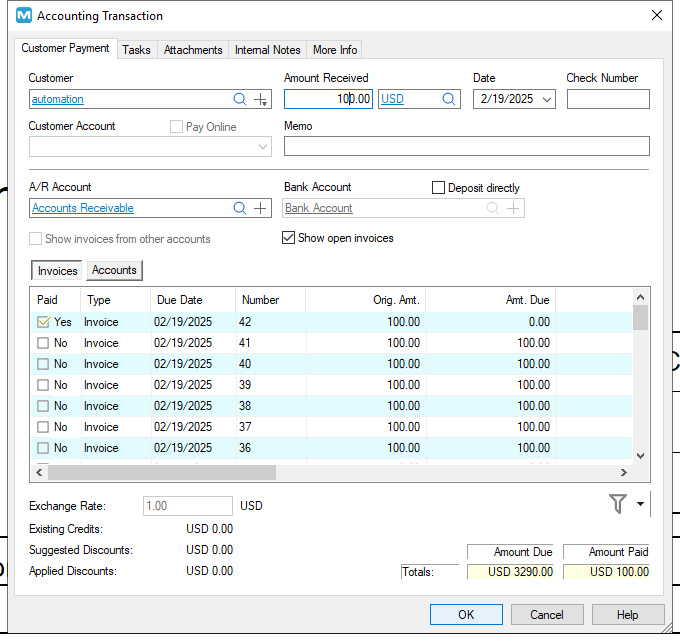 Accounting Transaction
Customer Payment Tasks Attachments Internal Notes More Info
Customer Amount Received Date Check Number
automation 100.00 USD 2/19/2025
Customer Account Pay Online Memo
A/R Account Bank Account Deposit directly
Accounts Receivable Bank Account
Show invoices from other accounts Show open invoices
Invoices Accounts
Paid Type Due Date Number Orig. Amt. Amt. Due
Yes Invoice 02/19/2025 42 100.00 0.00
No Invoice 02/19/2025 41 100.00 100.00
No Invoice 02/19/2025 40 100.00 100.00
No Invoice 02/19/2025 39 100.00 100.00
No Invoice 02/19/2025 38 100.00 100.00
No Invoice 02/19/2025 37 100.00 100.00
No Invoice 02/19/2025 36 100.00 100.00
Exchange Rate: 1.00 USD
Existing Credits: USD 0.00
Suggested Discounts: USD 0.00 Amount Due Amount Paid
Applied Discounts: USD 0.00 Totals: USD 3290.00 USD 100.00
OK Cancel Help